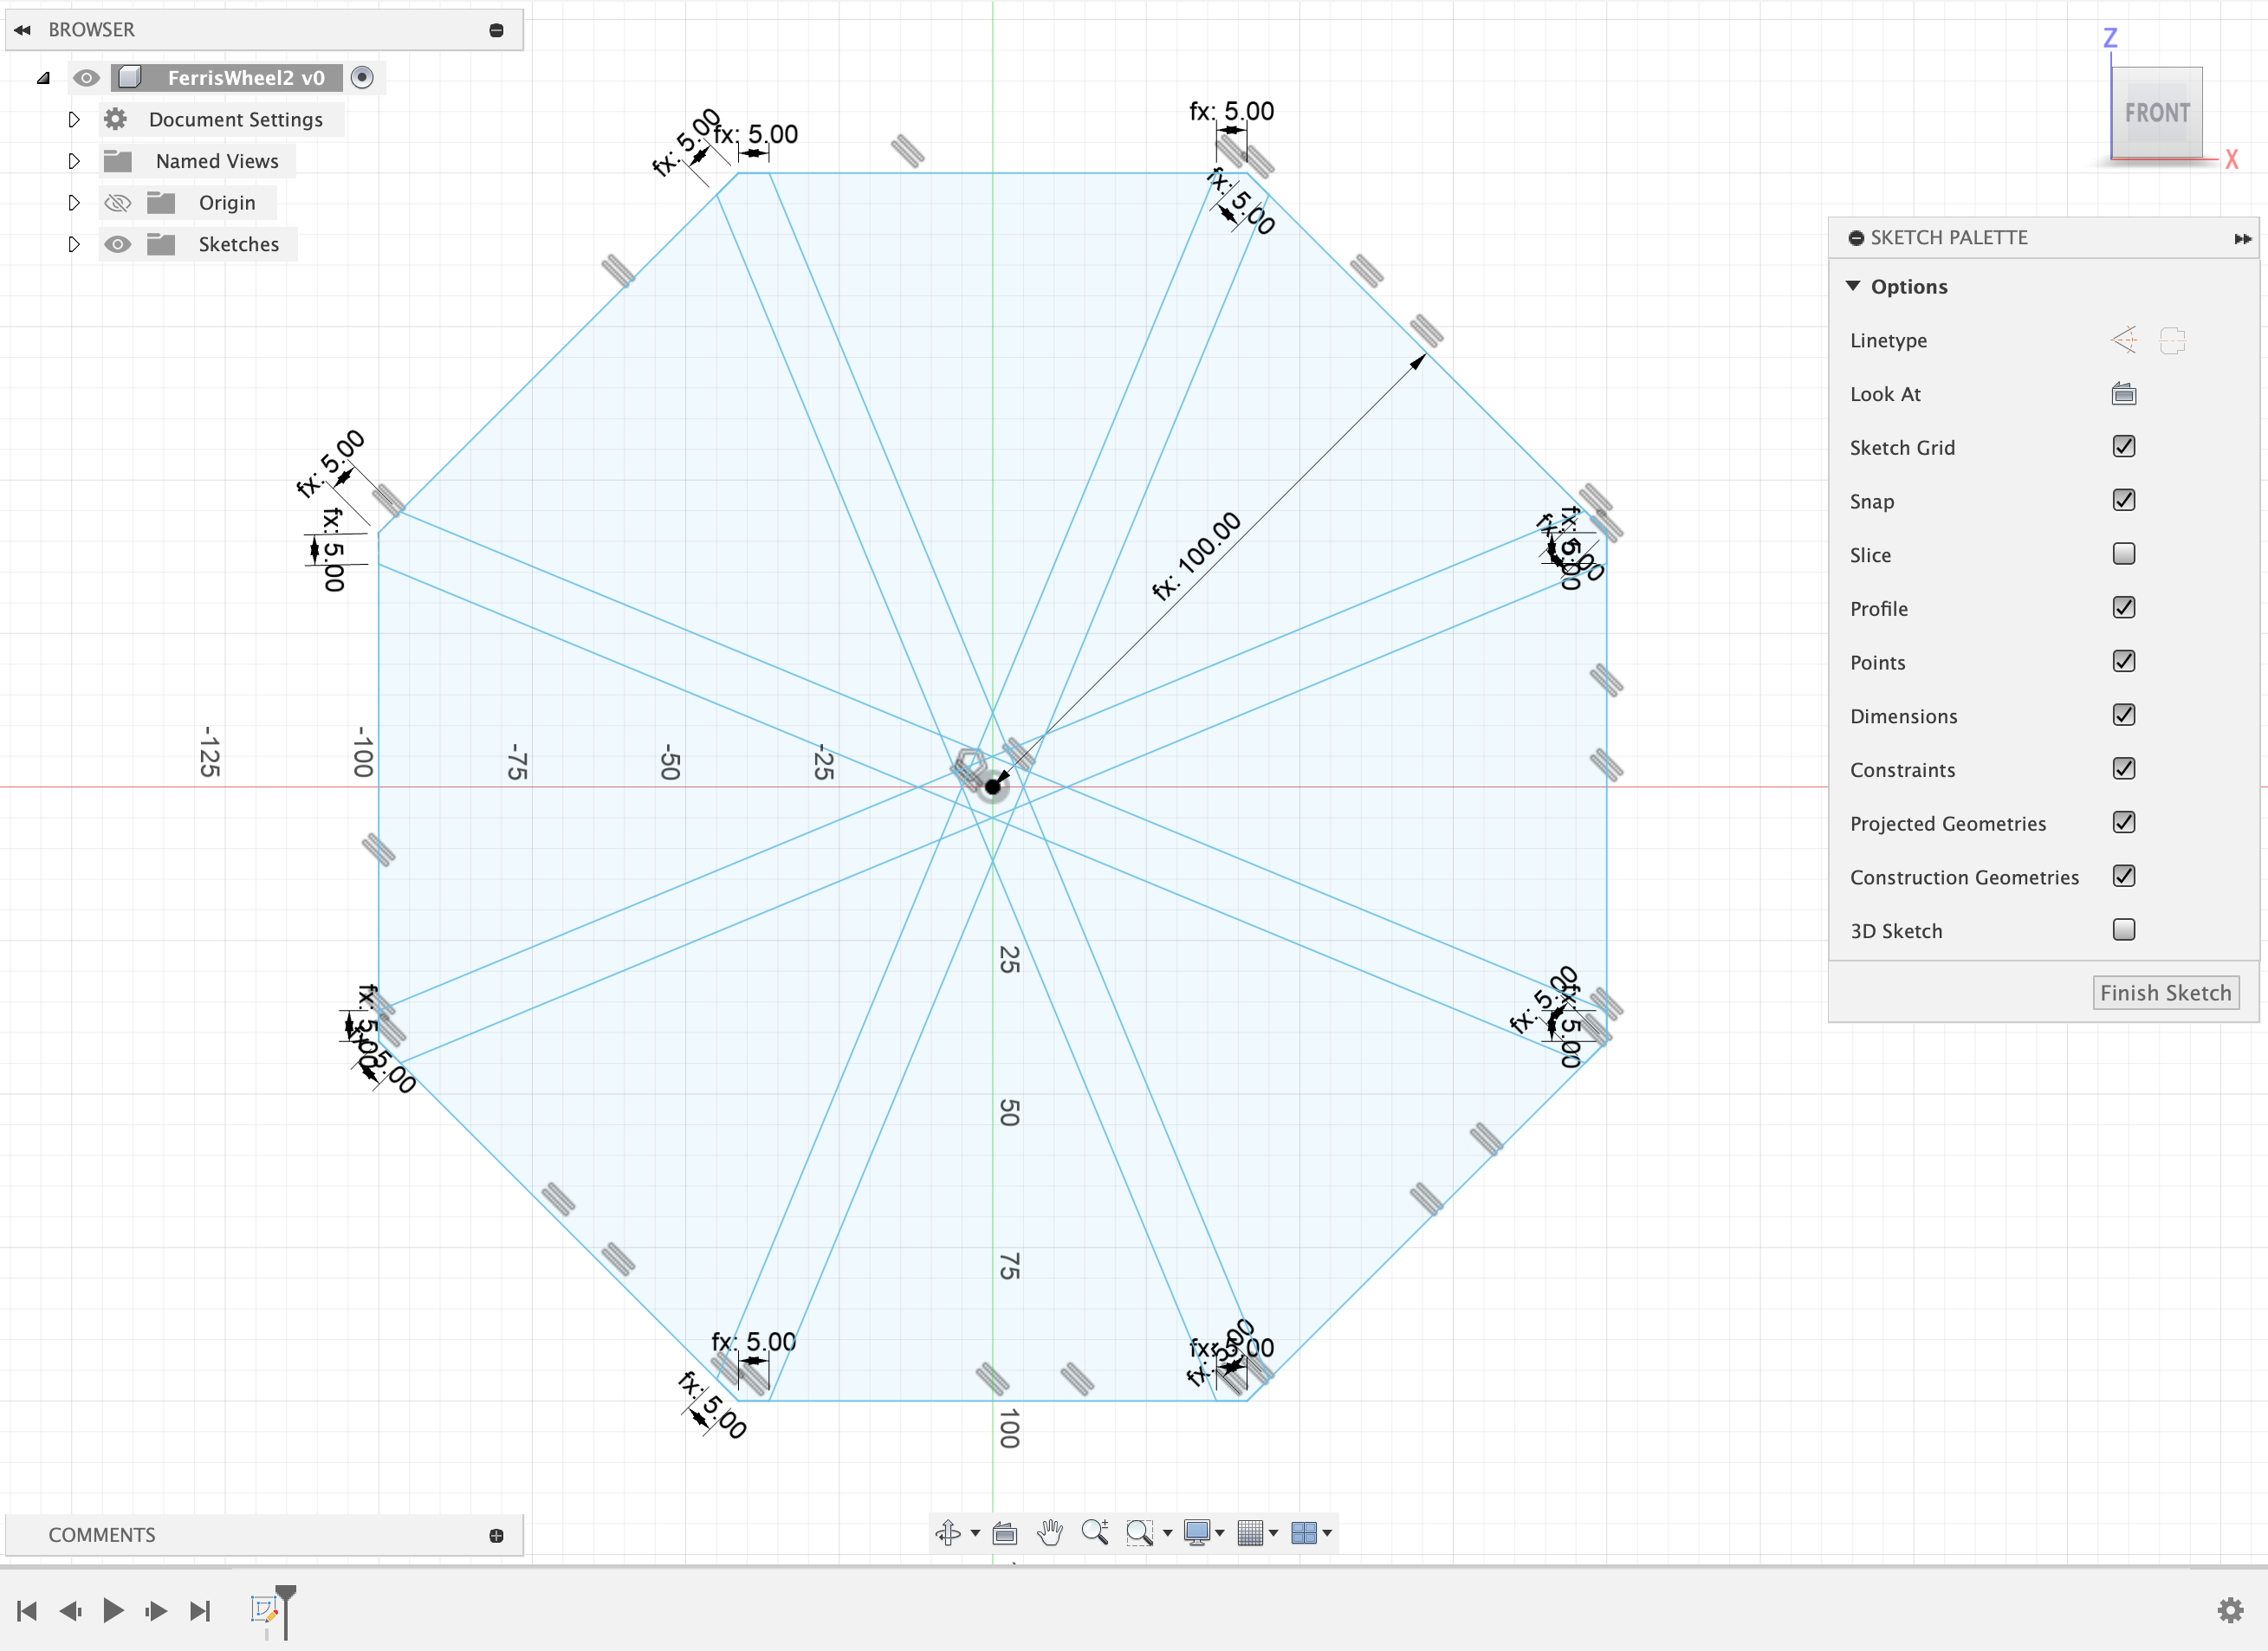 BROWSER
FerrisWheel2 v0
Document Settings
Named Views
Origin
Sketches
Z
FRONT
X
fx: 5.00
fx: 5.00
fx: 5.00
fx: 5.00
fx: 5.00
fx: 5.00
fx: 100.00
fx: 5.00
fx: 5.00
-125
-100
-75
-50
-25
25
50
75
100
fx: 5.00
fx: 5.00
fx: 5.00
fx: 5.00
fx: 5.00
fx: 5.00
fx: 5.00
fx: 5.00
SKETCH PALETTE
Options
Linetype
Look At
Sketch Grid
Snap
Slice
Profile
Points
Dimensions
Constraints
Projected Geometries
Construction Geometries
3D Sketch
Finish Sketch
COMMENTS